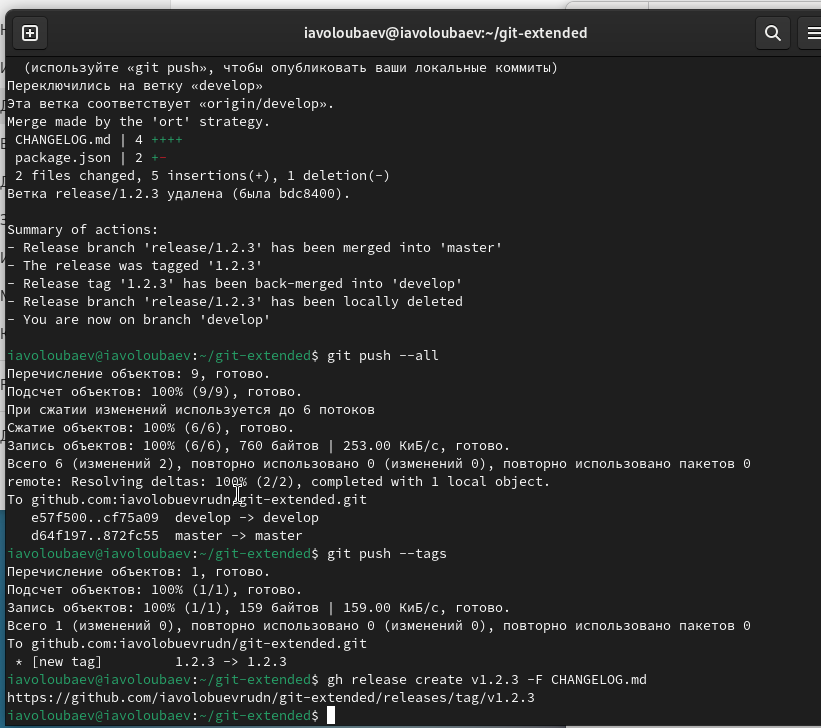 iavoloubaev@iavoloubaev:~/git-extended
(используйте «git push», чтобы опубликовать ваши локальные коммиты)
Переключились на ветку «develop»
Эта ветка соответствует «origin/develop».
Merge made by the 'ort' strategy.
CHANGELOG.md | 4 ++++
package.json | 2 +-
2 files changed, 5 insertions(+), 1 deletion(-)
Ветка release/1.2.3 удалена (была bdc8400).
Summary of actions:
- Release branch 'release/1.2.3' has been merged into 'master'
- The release was tagged '1.2.3'
- Release tag '1.2.3' has been back-merged into 'develop'
- Release branch 'release/1.2.3' has been locally deleted
- You are now on branch 'develop'
iavoloubaev@iavoloubaev:~/git-extended$ git push --all
Перечисление объектов: 9, готово.
Подсчет объектов: 100% (9/9), готово.
При сжатии изменений используется до 6 потоков
Сжатие объектов: 100% (6/6), готово.
Запись объектов: 100% (6/6), 760 байтов | 253.00 КиБ/с, готово.
Всего 6 (изменений 2), повторно использовано 0 (изменений 0), повторно использовано пакетов 0
remote: Resolving deltas: 100% (2/2), completed with 1 local object.
To github.com:iavolobuevrudn/git-extended.git
e57f500..cf75a09  develop -> develop
d64f197..872fc55  master -> master
iavoloubaev@iavoloubaev:~/git-extended$ git push --tags
Перечисление объектов: 1, готово.
Подсчет объектов: 100% (1/1), готово.
Запись объектов: 100% (1/1), 159 байтов | 159.00 КиБ/с, готово.
Всего 1 (изменений 0), повторно использовано 0 (изменений 0), повторно использовано пакетов 0
To github.com:iavolobuevrudn/git-extended.git
* [new tag]         1.2.3 -> 1.2.3
iavoloubaev@iavoloubaev:~/git-extended$ gh release create v1.2.3 -F CHANGELOG.md
https://github.com/iavolobuevrudn/git-extended/releases/tag/v1.2.3
iavoloubaev@iavoloubaev:~/git-extended$